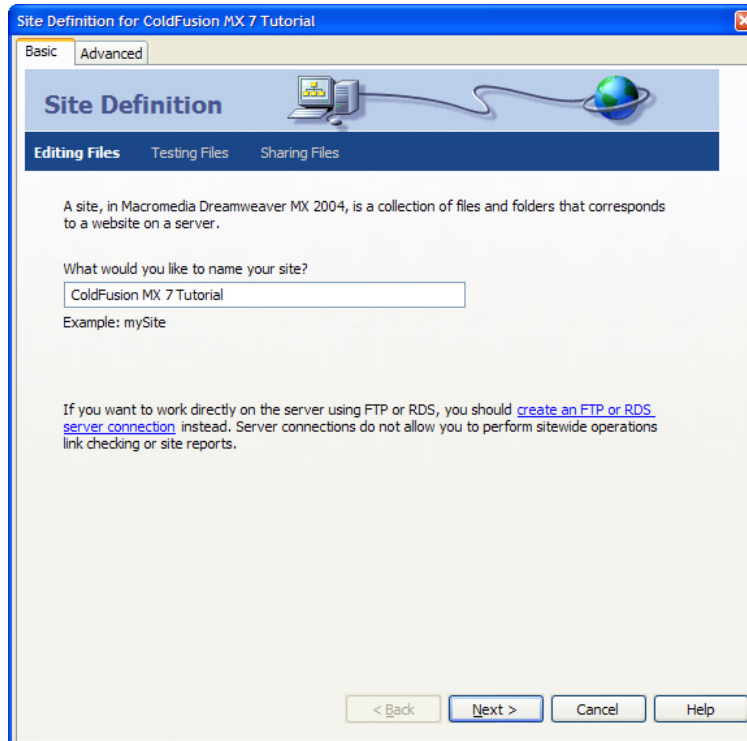 Site Definition for ColdFusion MX 7 Tutorial
Basic Advanced
Site Definition
Editing Files Testing Files Sharing Files
A site, in Macromedia Dreamweaver MX 2004, is a collection of files and folders that corresponds
to a website on a server.
What would you like to name your site?
ColdFusion MX 7 Tutorial
Example: mySite
If you want to work directly on the server using FTP or RDS, you should create an FTP or RDS
server connection instead. Server connections do not allow you to perform sitewide operations
link checking or site reports.
< Back Next > Cancel Help